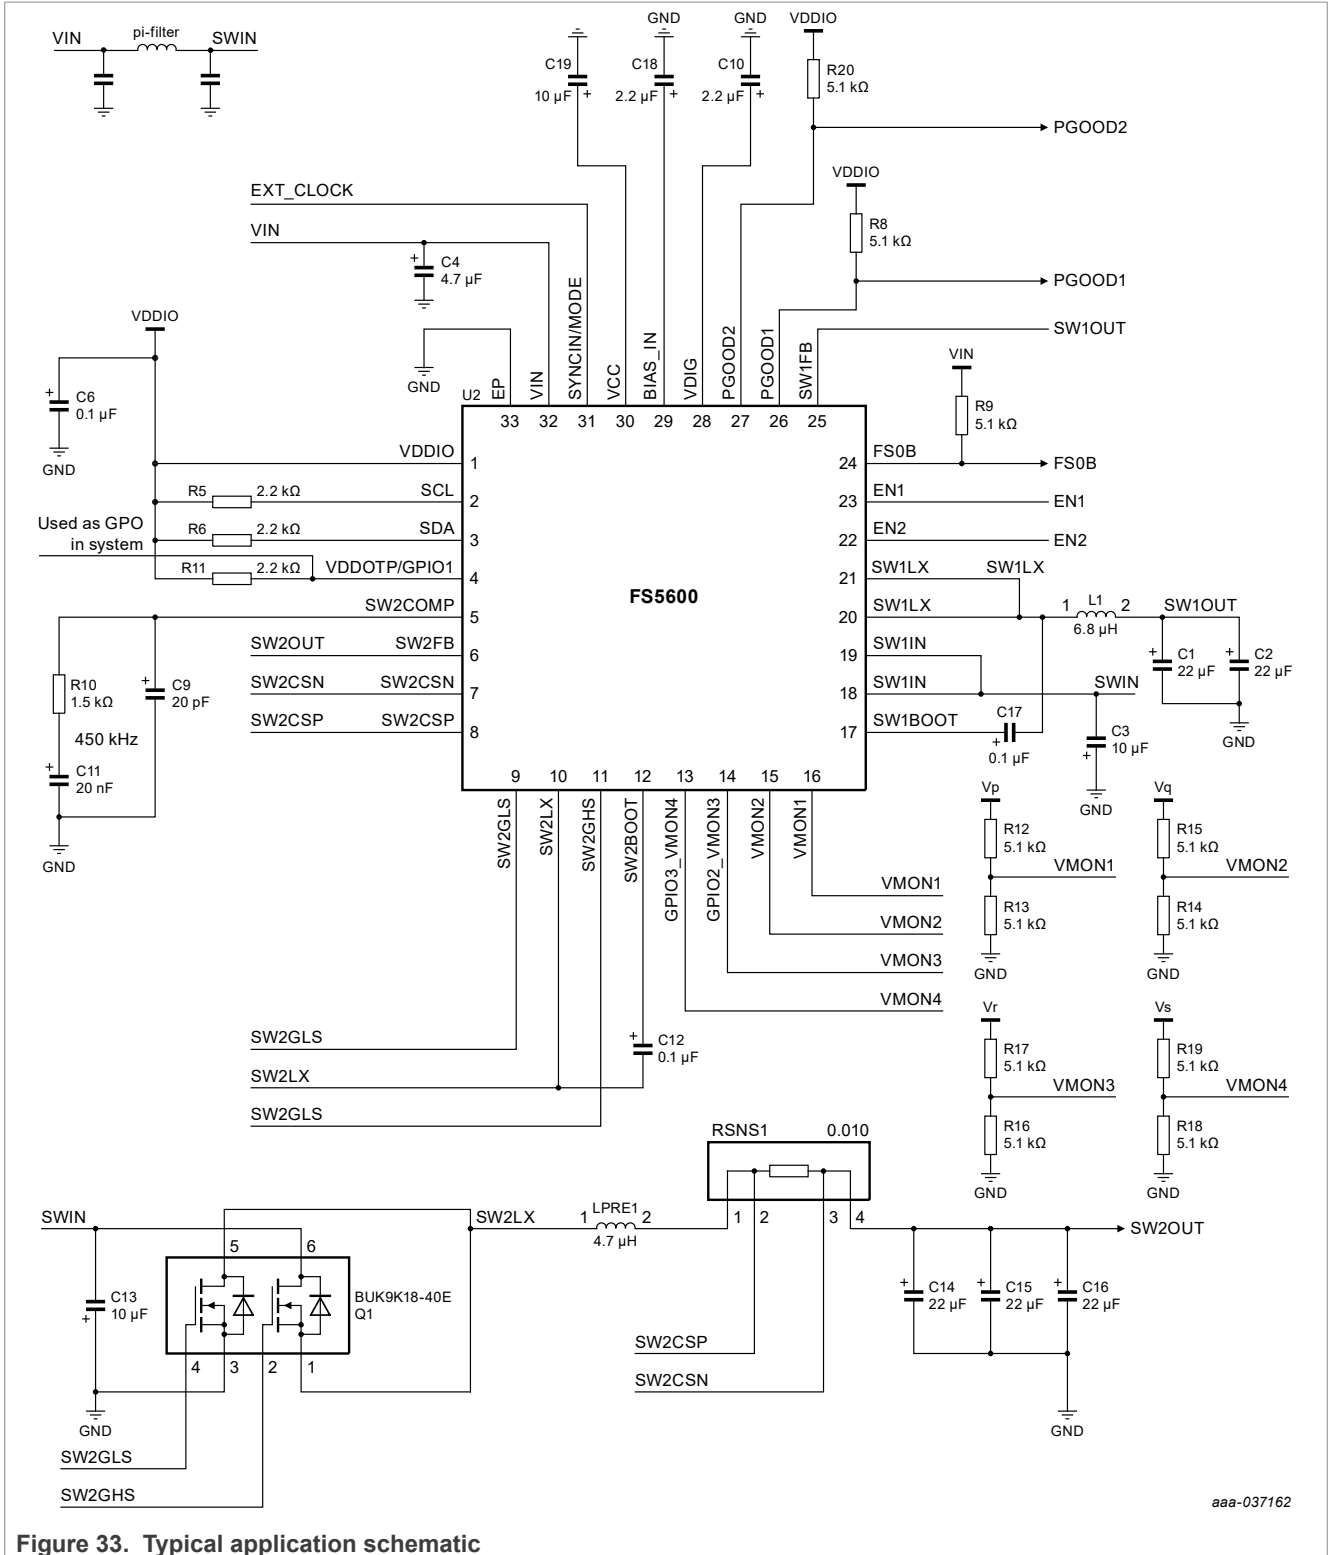 VIN
pi-filter
SWIN
C19
10 µF
+
GND
C18
2.2 µF
+
GND
C10
2.2 µF
+
VDDIO
R20
5.1 kΩ
PGOOD2
VDDIO
R8
5.1 kΩ
PGOOD1
EXT_CLOCK
VIN
+
C4
4.7 µF
GND
VDDIO
+
C6
0.1 µF
GND
SW1OUT
VIN
R9
5.1 kΩ
U2
EP
VIN
SYNCIN/MODE
VCC
BIAS_IN
VDIG
PGOOD2
PGOOD1
SW1FB
33
32
31
30
29
28
27
26
25
VDDIO
1
R5
2.2 kΩ
SCL
2
Used as GPO
in system
R6
2.2 kΩ
SDA
3
R11
2.2 kΩ
VDDOTP/GPIO1
4
SW2COMP
5
SW2OUT
SW2FB
6
SW2CSN
SW2CSN
7
SW2CSP
SW2CSP
8
R10
1.5 kΩ
+
C9
20 pF
450 kHz
+
C11
20 nF
GND
FS5600
24
FS0B
FS0B
23
EN1
EN1
22
EN2
EN2
21
SW1LX
SW1LX
20
SW1LX
1
L1
2
6.8 µH
SW1OUT
19
SW1IN
18
SW1IN
SWIN
17
SW1BOOT
C17
+
0.1 µF
+
C1
22 µF
+
C2
22 µF
GND
C3
10 µF
+
GND
9
10
11
12
13
14
15
16
SW2GLS
SW2LX
SW2GHS
SW2BOOT
GPIO3_VMON4
GPIO2_VMON3
VMON2
VMON1
VMON1
VMON2
VMON3
VMON4
SW2GLS
SW2LX
SW2GLS
+
C12
0.1 µF
Vp
R12
5.1 kΩ
VMON1
R13
5.1 kΩ
GND
Vq
R15
5.1 kΩ
VMON2
R14
5.1 kΩ
GND
Vr
R17
5.1 kΩ
VMON3
R16
5.1 kΩ
GND
Vs
R19
5.1 kΩ
VMON4
R18
5.1 kΩ
GND
RSNS1
0.010
1
2
3
4
SWIN
SW2LX
1
LPRE1
2
4.7 µH
SW2OUT
5
6
BUK9K18-40E
Q1
C13
10 µF
+
4
3
2
1
GND
SW2GLS
SW2GHS
SW2CSP
SW2CSN
+
C14
22 µF
+
C15
22 µF
+
C16
22 µF
GND
aaa-037162
Figure 33. Typical application schematic